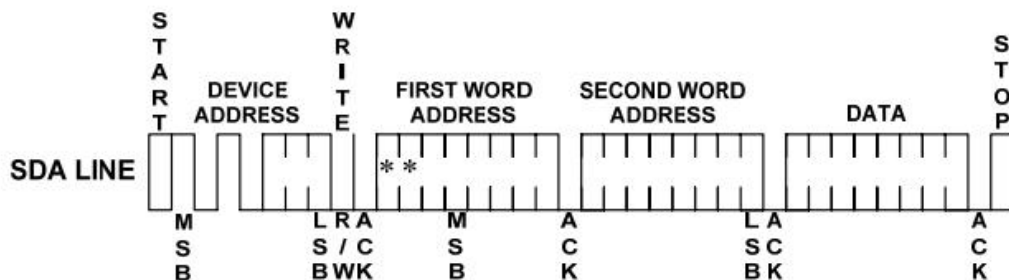 START
WRITE
STOP
DEVICE
ADDRESS
FIRST WORD
ADDRESS
SECOND WORD
ADDRESS
DATA
SDA LINE
* *
MSB
LSB
R/W
ACK
MSB
ACK
LSB
ACK
ACK